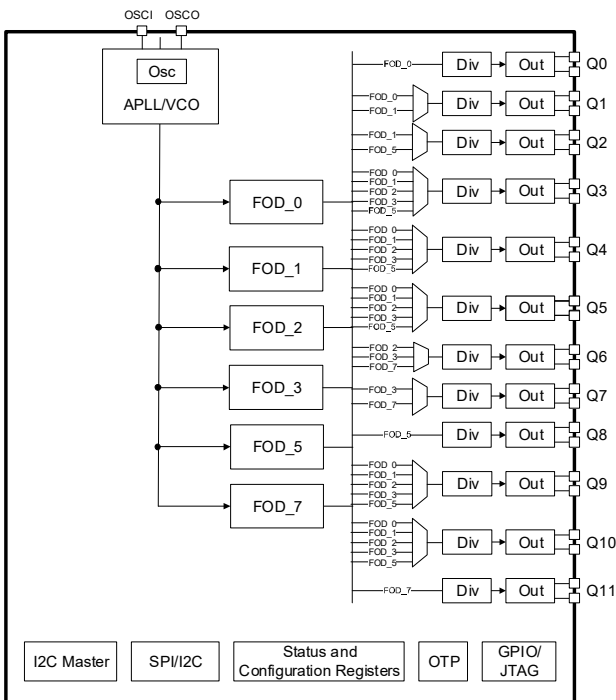 OSCI OSCO
Osc
APLL/VCO
FOD_0
FOD_1
FOD_2
FOD_3
FOD_5
FOD_7
FOD_0 Div Out Q0
FOD_0
FOD_1
Div Out Q1
FOD_1
FOD_5
Div Out Q2
FOD_0
FOD_1
FOD_2
FOD_3
FOD_5
Div Out Q3
FOD_0
FOD_1
FOD_2
FOD_3
FOD_5
Div Out Q4
FOD_0
FOD_1
FOD_2
FOD_3
FOD_5
Div Out Q5
FOD_2
FOD_3
FOD_7
Div Out Q6
FOD_3
FOD_7
Div Out Q7
FOD_5 Div Out Q8
FOD_0
FOD_1
FOD_2
FOD_3
FOD_5
Div Out Q9
FOD_0
FOD_1
FOD_2
FOD_3
FOD_5
Div Out Q10
FOD_7 Div Out Q11
I2C Master
SPI/I2C
Status and
Configuration Registers
OTP
GPIO/
JTAG